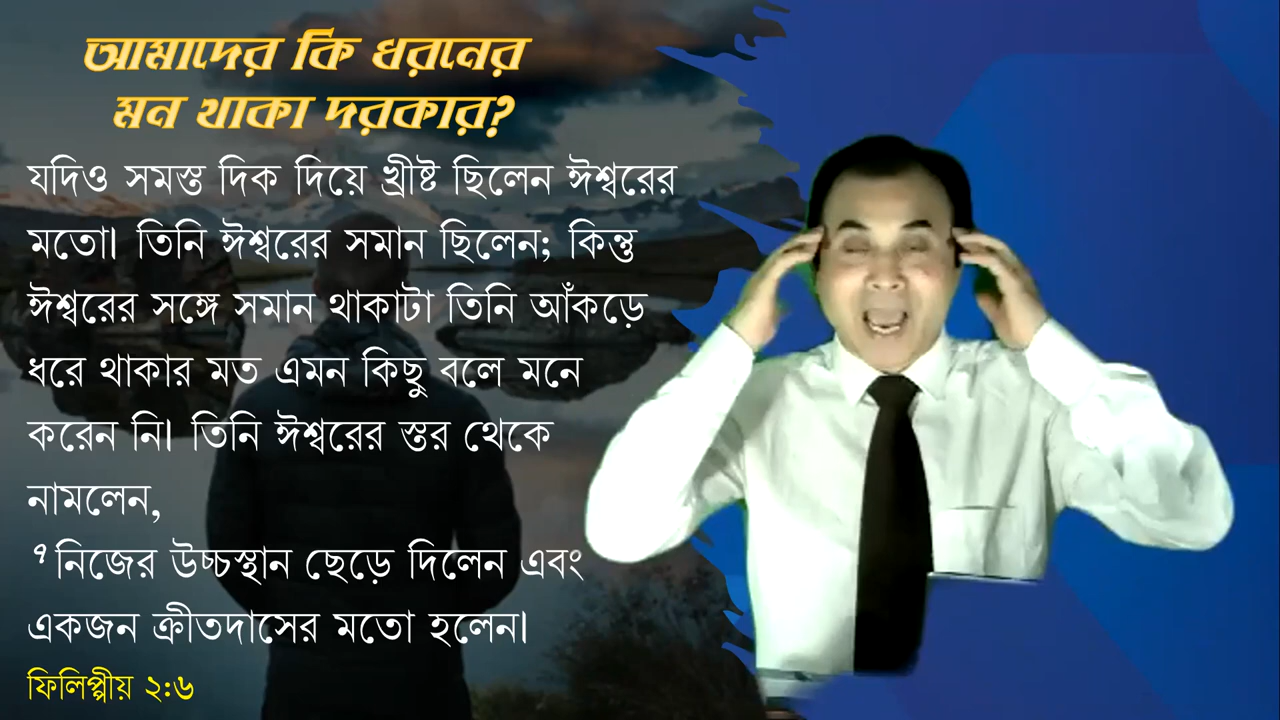 আমাদের কি ধরনের
মন থাকা দরকার?
যদিও সমস্ত দিক দিয়ে খ্রীষ্ট ছিলেন ঈশ্বরের
মতো। তিনি ঈশ্বরের সমান ছিলেন; কিন্তু
ঈশ্বরের সঙ্গে সমান থাকাটা তিনি আঁকড়ে
ধরে থাকার মত এমন কিছু বলে মনে
করেন নি। তিনি ঈশ্বরের স্তর থেকে
নামলেন,
৭ নিজের উচ্চস্থান ছেড়ে দিলেন এবং
একজন ক্রীতদাসের মতো হলেন।
ফিলিপ্পীয় ২:৬